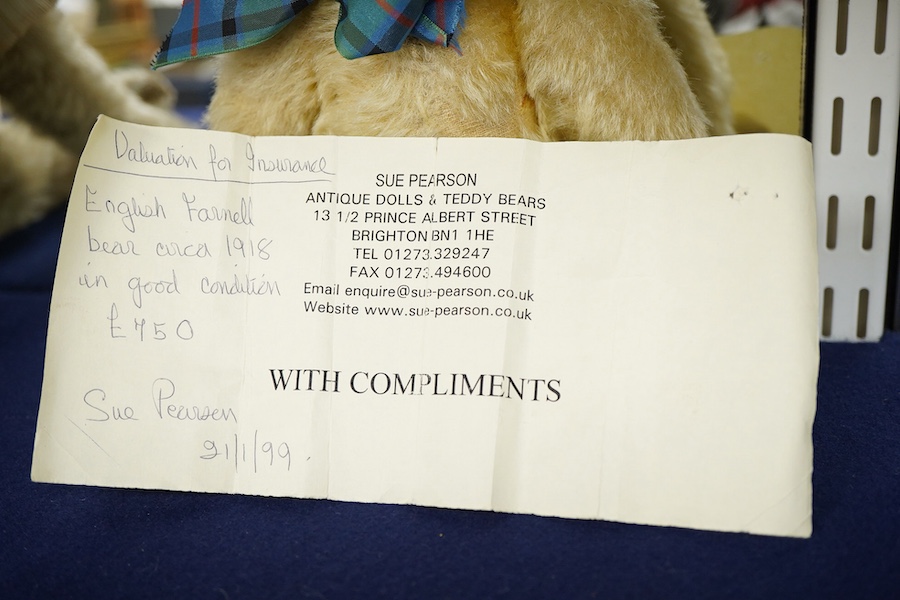 Valuation for Insurance
English Farnell
bear circa 1918
in good condition
£750
Sue Pearson
21/1/99.
SUE PEARSON
ANTIQUE DOLLS & TEDDY BEARS
13 1/2 PRINCE ALBERT STREET
BRIGHTON BN1 1HE
TEL 01273.329247
FAX 01273.494600
Email enquire@sue-pearson.co.uk
Website www.sue-pearson.co.uk
WITH COMPLIMENTS